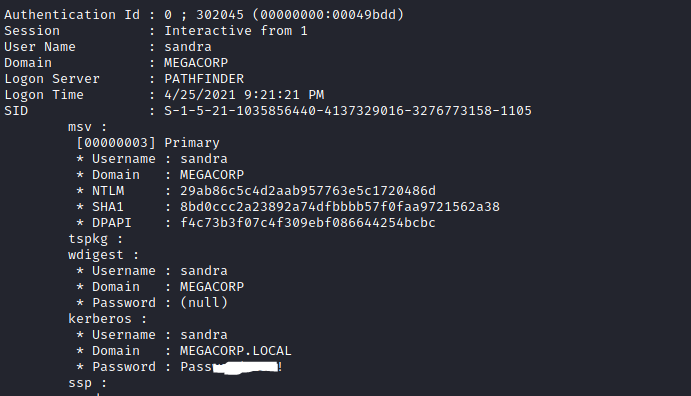 Authentication Id : 0 ; 302045 (00000000:00049bdd)
Session           : Interactive from 1
User Name         : sandra
Domain            : MEGACORP
Logon Server      : PATHFINDER
Logon Time        : 4/25/2021 9:21:21 PM
SID               : S-1-5-21-1035856440-4137329016-3276773158-1105
        msv :
         [00000003] Primary
         * Username : sandra
         * Domain   : MEGACORP
         * NTLM     : 29ab86c5c4d2aab957763e5c1720486d
         * SHA1     : 8bd0ccc2a23892a74dfbbbb57f0faa9721562a38
         * DPAPI    : f4c73b3f07c4f309ebf086644254bcbc
        tspkg :
        wdigest :
         * Username : sandra
         * Domain   : MEGACORP
         * Password : (null)
        kerberos :
         * Username : sandra
         * Domain   : MEGACORP.LOCAL
         * Password :
        ssp :